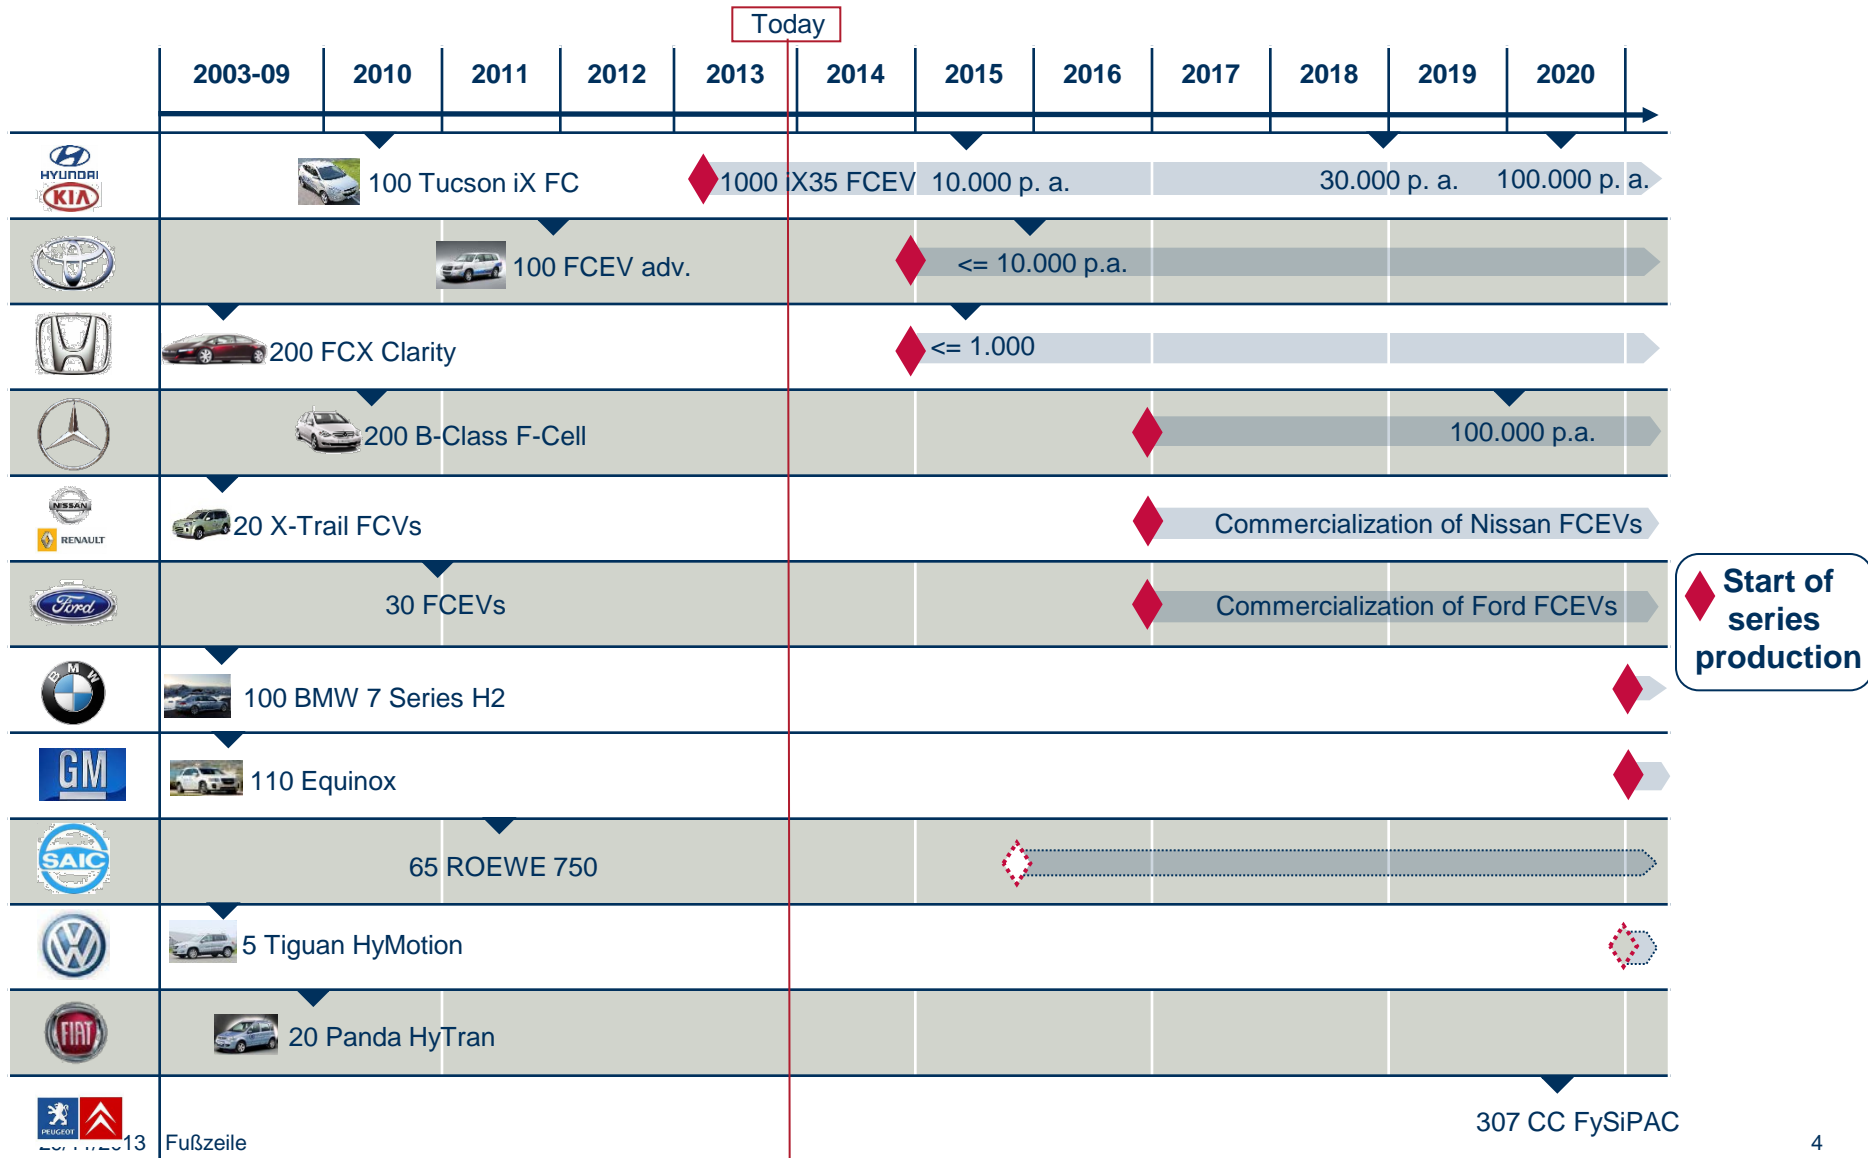 Today
2003-09 2010 2011 2012 2013 2014 2015 2016 2017 2018 2019 2020
HYUNDAI
KIA
100 Tucson iX FC
1000 iX35 FCEV
10.000 p. a.
30.000 p. a.
100.000 p. a.
100 FCEV adv.
<= 10.000 p.a.
200 FCX Clarity
<= 1.000
200 B-Class F-Cell
100.000 p.a.
NISSAN
RENAULT
20 X-Trail FCVs
Commercialization of Nissan FCEVs
Ford
30 FCEVs
Commercialization of Ford FCEVs
Start of
series
production
BMW
100 BMW 7 Series H2
GM
110 Equinox
SAIC
65 ROEWE 750
5 Tiguan HyMotion
FIAT
20 Panda HyTran
PEUGEOT
307 CC FySiPAC
13 Fußzeile 4